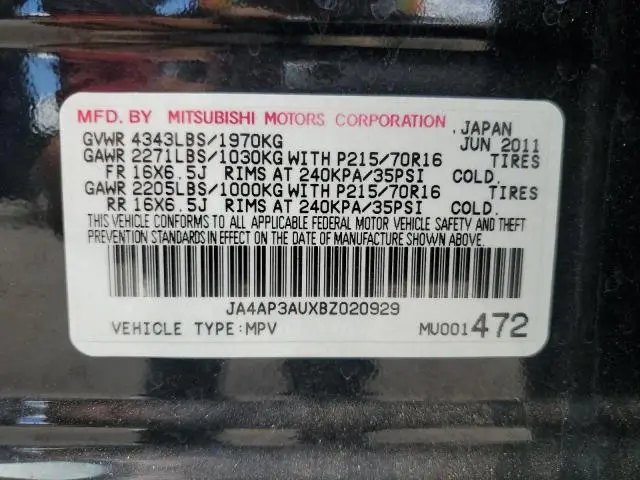 MFD. BY MITSUBISHI MOTORS CORPORATION, JAPAN
GVWR 4343LBS/1970KG JUN 2011
GAWR 2271LBS/1030KG WITH P215/70R16 TIRES
FR 16X6.5J RIMS AT 240KPA/35PSI COLD.
GAWR 2205LBS/1000KG WITH P215/70R16 TIRES
RR 16X6.5J RIMS AT 240KPA/35PSI COLD.
THIS VEHICLE CONFORMS TO ALL APPLICABLE FEDERAL MOTOR VEHICLE SAFETY AND THEFT
PREVENTION STANDARDS IN EFFECT ON THE DATE OF MANUFACTURE SHOWN ABOVE.
JA4AP3AUXBZ020929
VEHICLE TYPE:MPV MU001472